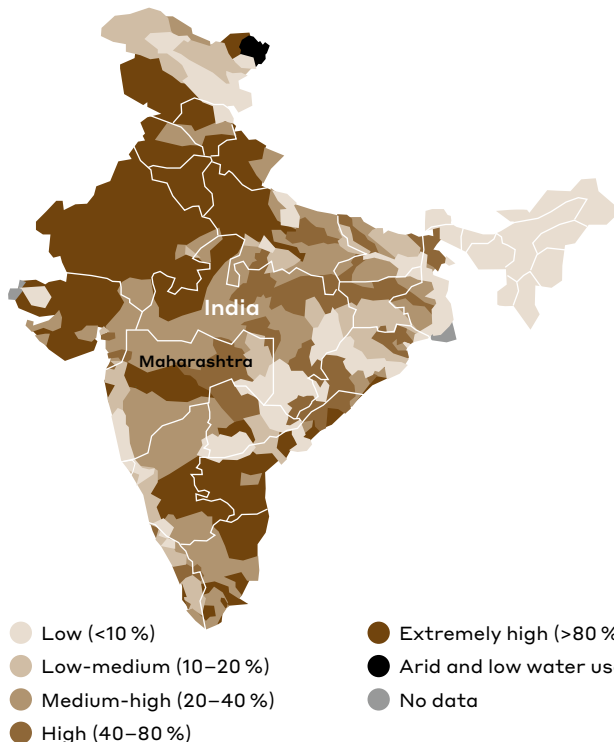 India
Maharashtra
Low (<10 %)
Low-medium (10–20 %)
Medium-high (20–40 %)
High (40–80 %)
Extremely high (>80 %
Arid and low water us
No data